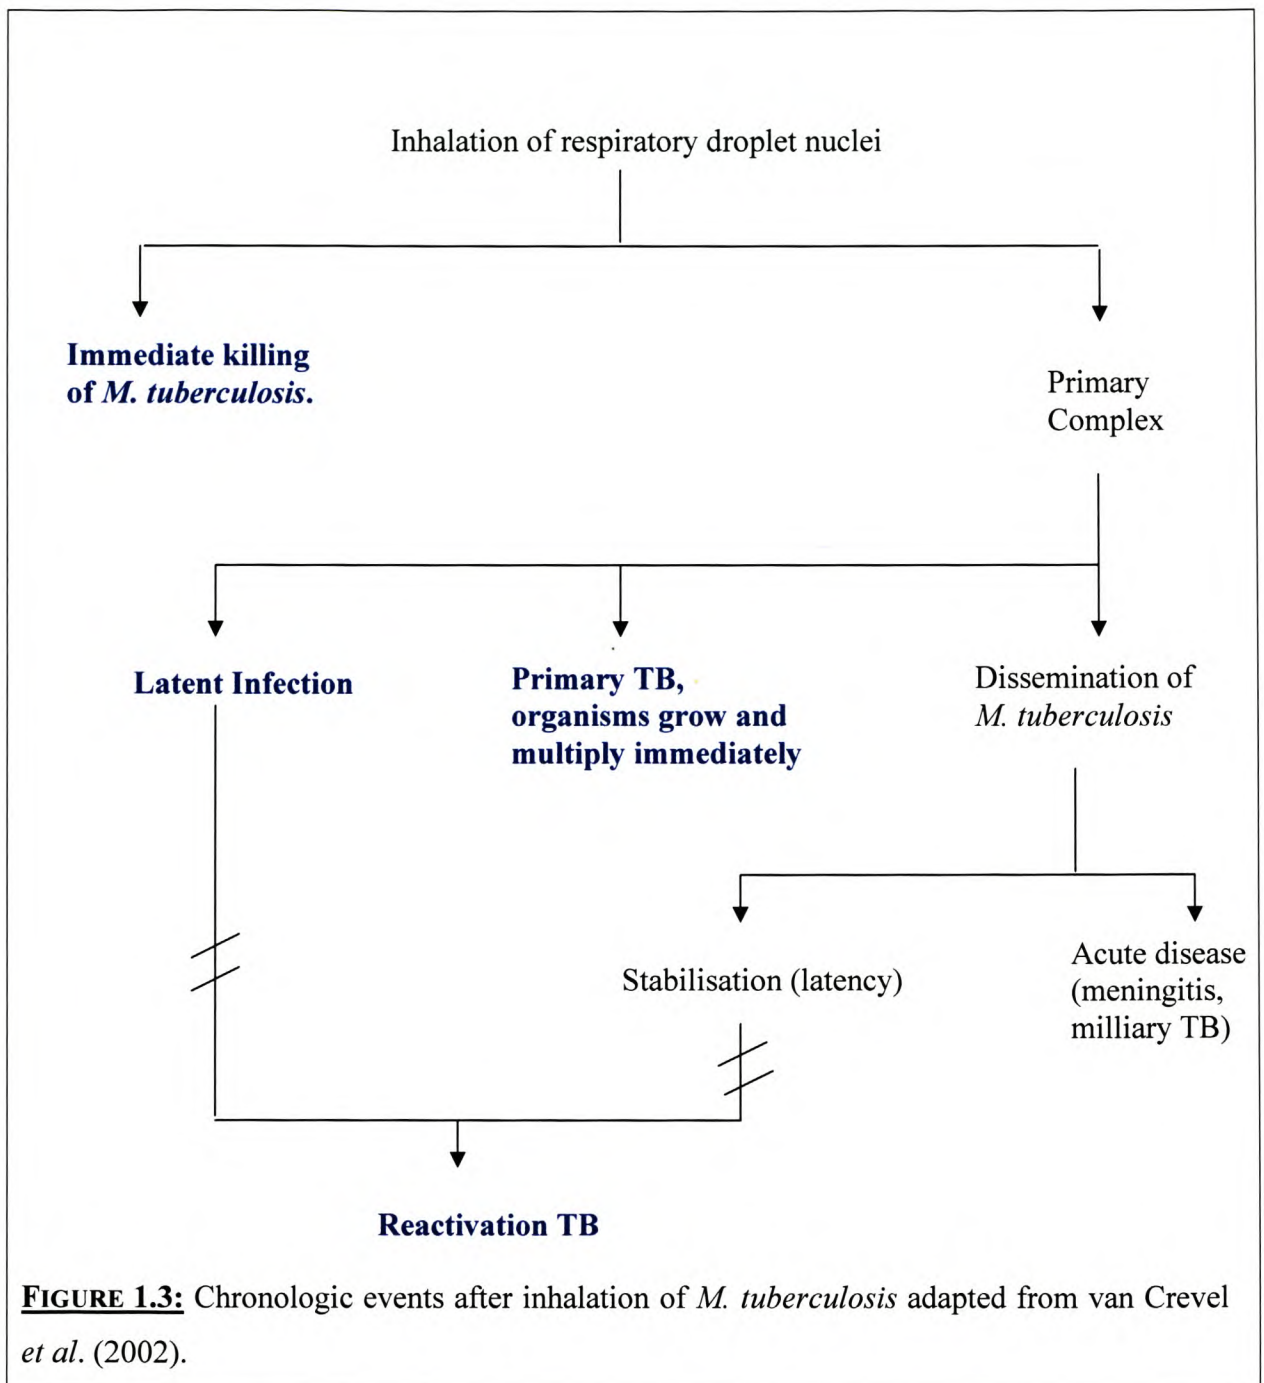 Inhalation of respiratory droplet nuclei
Immediate killing
of M. tuberculosis.
Primary
Complex
Latent Infection
Primary TB,
organisms grow and
multiply immediately
Dissemination of
M. tuberculosis
Stabilisation (latency)
Acute disease
(meningitis,
milliary TB)
Reactivation TB
FIGURE 1.3: Chronologic events after inhalation of M. tuberculosis adapted from van Crevel
et al. (2002).